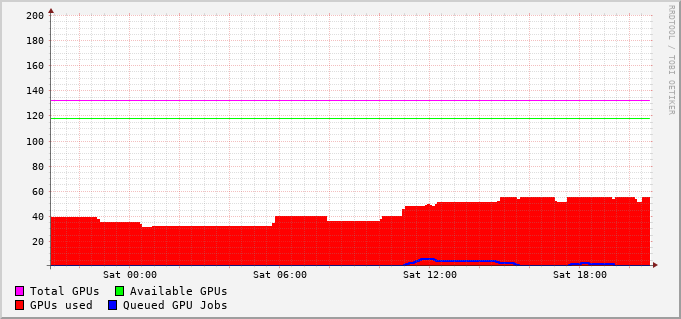 RRDTOOL / TOBI OETIKER
200
180
160
140
120
100
80
60
40
20
Sat 00:00 Sat 06:00 Sat 12:00 Sat 18:00
Total GPUs Available GPUs
GPUs used Queued GPU Jobs